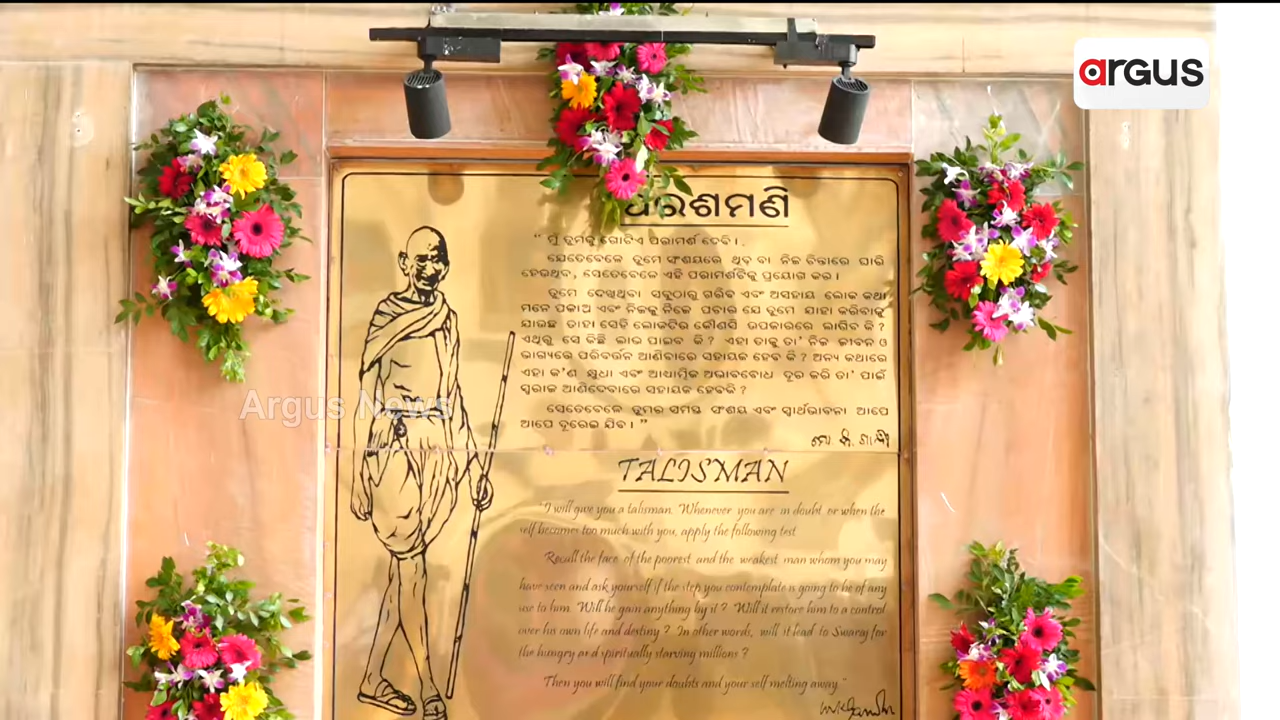 argus
ପରଶମଣି
“ ମୁଁ ତୁମକୁ ଗୋଟିଏ ପରାମର୍ଶ ଦେବି ।
ଯେତେବେଳେ ତୁମେ ସଂଶୟରେ ଥିବ ବା ନିଜ ଚିନ୍ତାରେ ଘାରି
ହେଉଥିବ, ସେତେବେଳେ ଏହି ପରାମର୍ଶଟିକୁ ପ୍ରୟୋଗ କର ।
ତୁମେ ଦେଖିଥିବା ସବୁଠାରୁ ଗରିବ ଏବଂ ଅସହାୟ ଲୋକ କଥା
ମନେ ପକାଅ ଏବଂ ନିଜକୁ ନିଜେ ପଚାର ଯେ ତୁମେ ଯାହା କରିବାକୁ
ଯାଉଛ ତାହା ସେହି ଲୋକଟିର କୌଣସି ଉପକାରରେ ଲାଗିବ କି ?
ଏଥିରୁ ସେ କିଛି ଲାଭ ପାଇବ କି ? ଏହା ତାକୁ ତା' ନିଜ ଜୀବନ ଓ
ଭାଗ୍ୟରେ ପରିବର୍ତ୍ତନ ଆଣିବାରେ ସହାୟକ ହେବ କି ? ଅନ୍ୟ କଥାରେ
ଏହା କ'ଣ କ୍ଷୁଧା ଏବଂ ଆଧ୍ୟାତ୍ମିକ ଅଭାବବୋଧ ଦୂର କରି ତା' ପାଇଁ
ସ୍ୱରାଜ ଆଣିଦେବାରେ ସହାୟକ ହେବକି ?
ସେତେବେଳେ ତୁମର ସମସ୍ତ ସଂଶୟ ଏବଂ ସ୍ୱାର୍ଥଭାବନା ଆପେ
ଆପେ ଦୂରେଇ ଯିବ । ”
ମୋ. କ. ଗାନ୍ଧୀ
Argus News
TALISMAN
"I will give you a talisman. Whenever you are in doubt or when the
self becomes too much with you, apply the following test
Recall the face of the poorest and the weakest man whom you may
have seen and ask yourself if the step you contemplate is going to be of any
use to him. Will he gain anything by it ? Will it restore him to a control
over his own life and destiny ? In other words, will it lead to Swaraj for
the hungry and spiritually starving millions ?
Then you will find your doubts and your self melting away."
MKGandhi